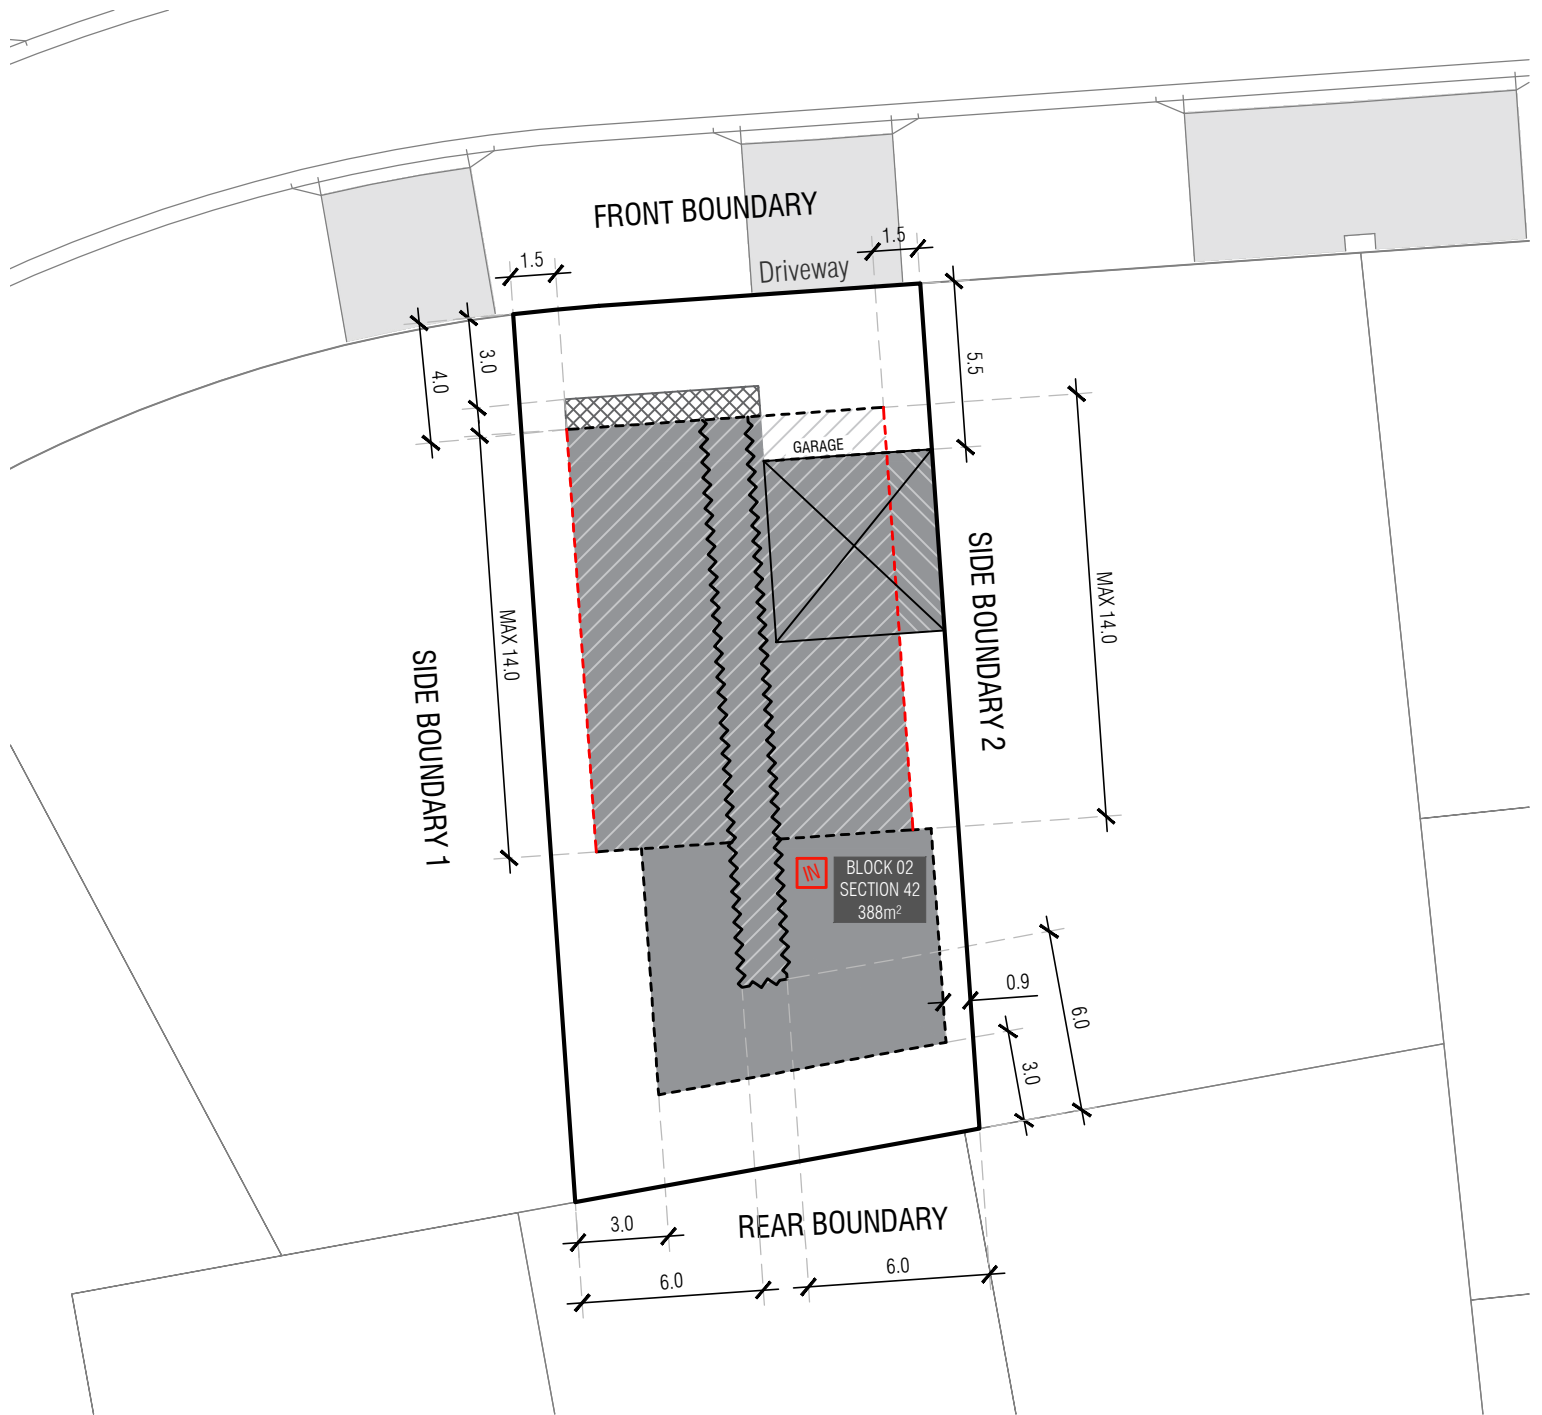 FRONT BOUNDARY
1.5
Driveway
1.5
3.0
4.0
5.5
GARAGE
MAX 14.0
MAX 14.0
SIDE BOUNDARY 2
SIDE BOUNDARY 1
IN
BLOCK 02
SECTION 42
388m²
0.9
6.0
3.0
3.0
REAR BOUNDARY
6.0
6.0